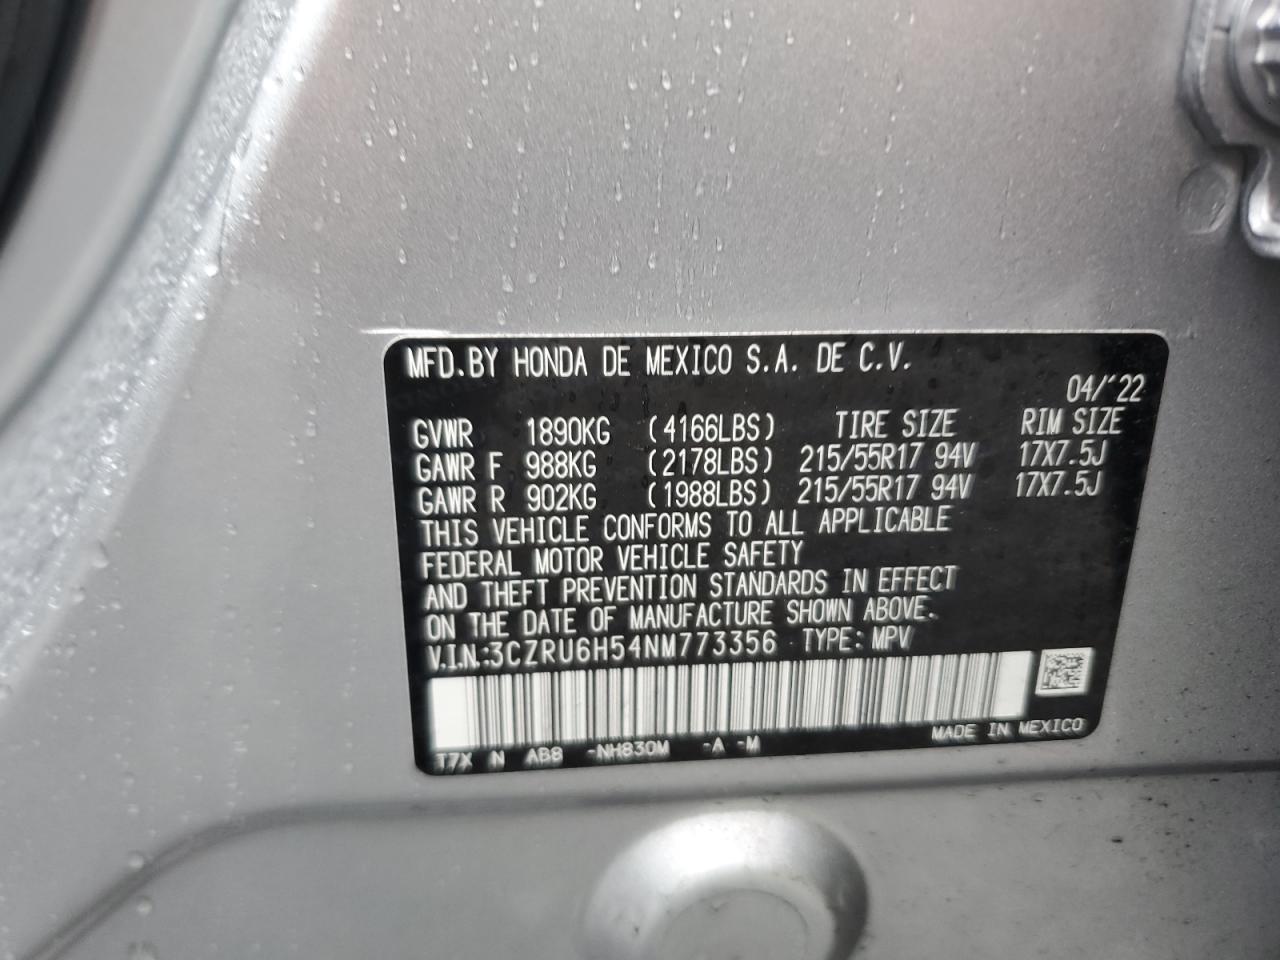 MFD.BY HONDA DE MEXICO S.A. DE C.V.
04/'22
GVWR 1890KG (4166LBS) TIRE SIZE RIM SIZE
GAWR F 988KG (2178LBS) 215/55R17 94V 17X7.5J
GAWR R 902KG (1988LBS) 215/55R17 94V 17X7.5J
THIS VEHICLE CONFORMS TO ALL APPLICABLE
FEDERAL MOTOR VEHICLE SAFETY
AND THEFT PREVENTION STANDARDS IN EFFECT
ON THE DATE OF MANUFACTURE SHOWN ABOVE.
V.I.N.:3CZRU6H54NM773356 TYPE: MPV
T7X N AB8 -NH830M -A -M MADE IN MEXICO